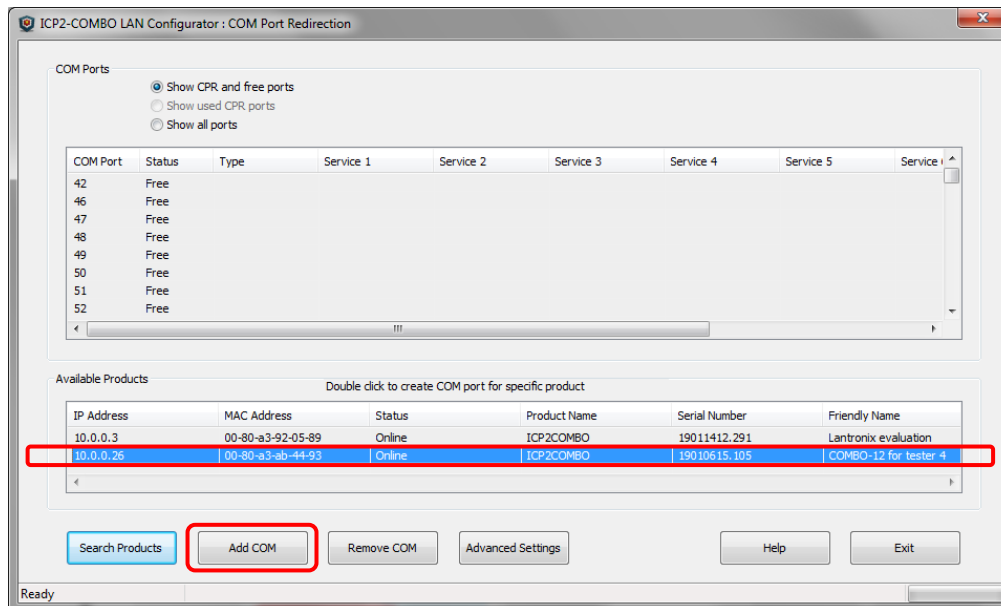 ICP2-COMBO LAN Configurator : COM Port Redirection
COM Ports
Show CPR and free ports
Show used CPR ports
Show all ports
COM Port Status Type Service 1 Service 2 Service 3 Service 4 Service 5 Service
42 Free
46 Free
47 Free
48 Free
49 Free
50 Free
51 Free
52 Free
Available Products
Double click to create COM port for specific product
IP Address MAC Address Status Product Name Serial Number Friendly Name
10.0.0.3 00-80-a3-92-05-89 Online ICP2COMBO 19011412.291 Lantronix evaluation
10.0.0.26 00-80-a3-ab-44-93 Online ICP2COMBO 19010615.105 COMBO-12 for tester 4
Search Products Add COM Remove COM Advanced Settings Help Exit
Ready